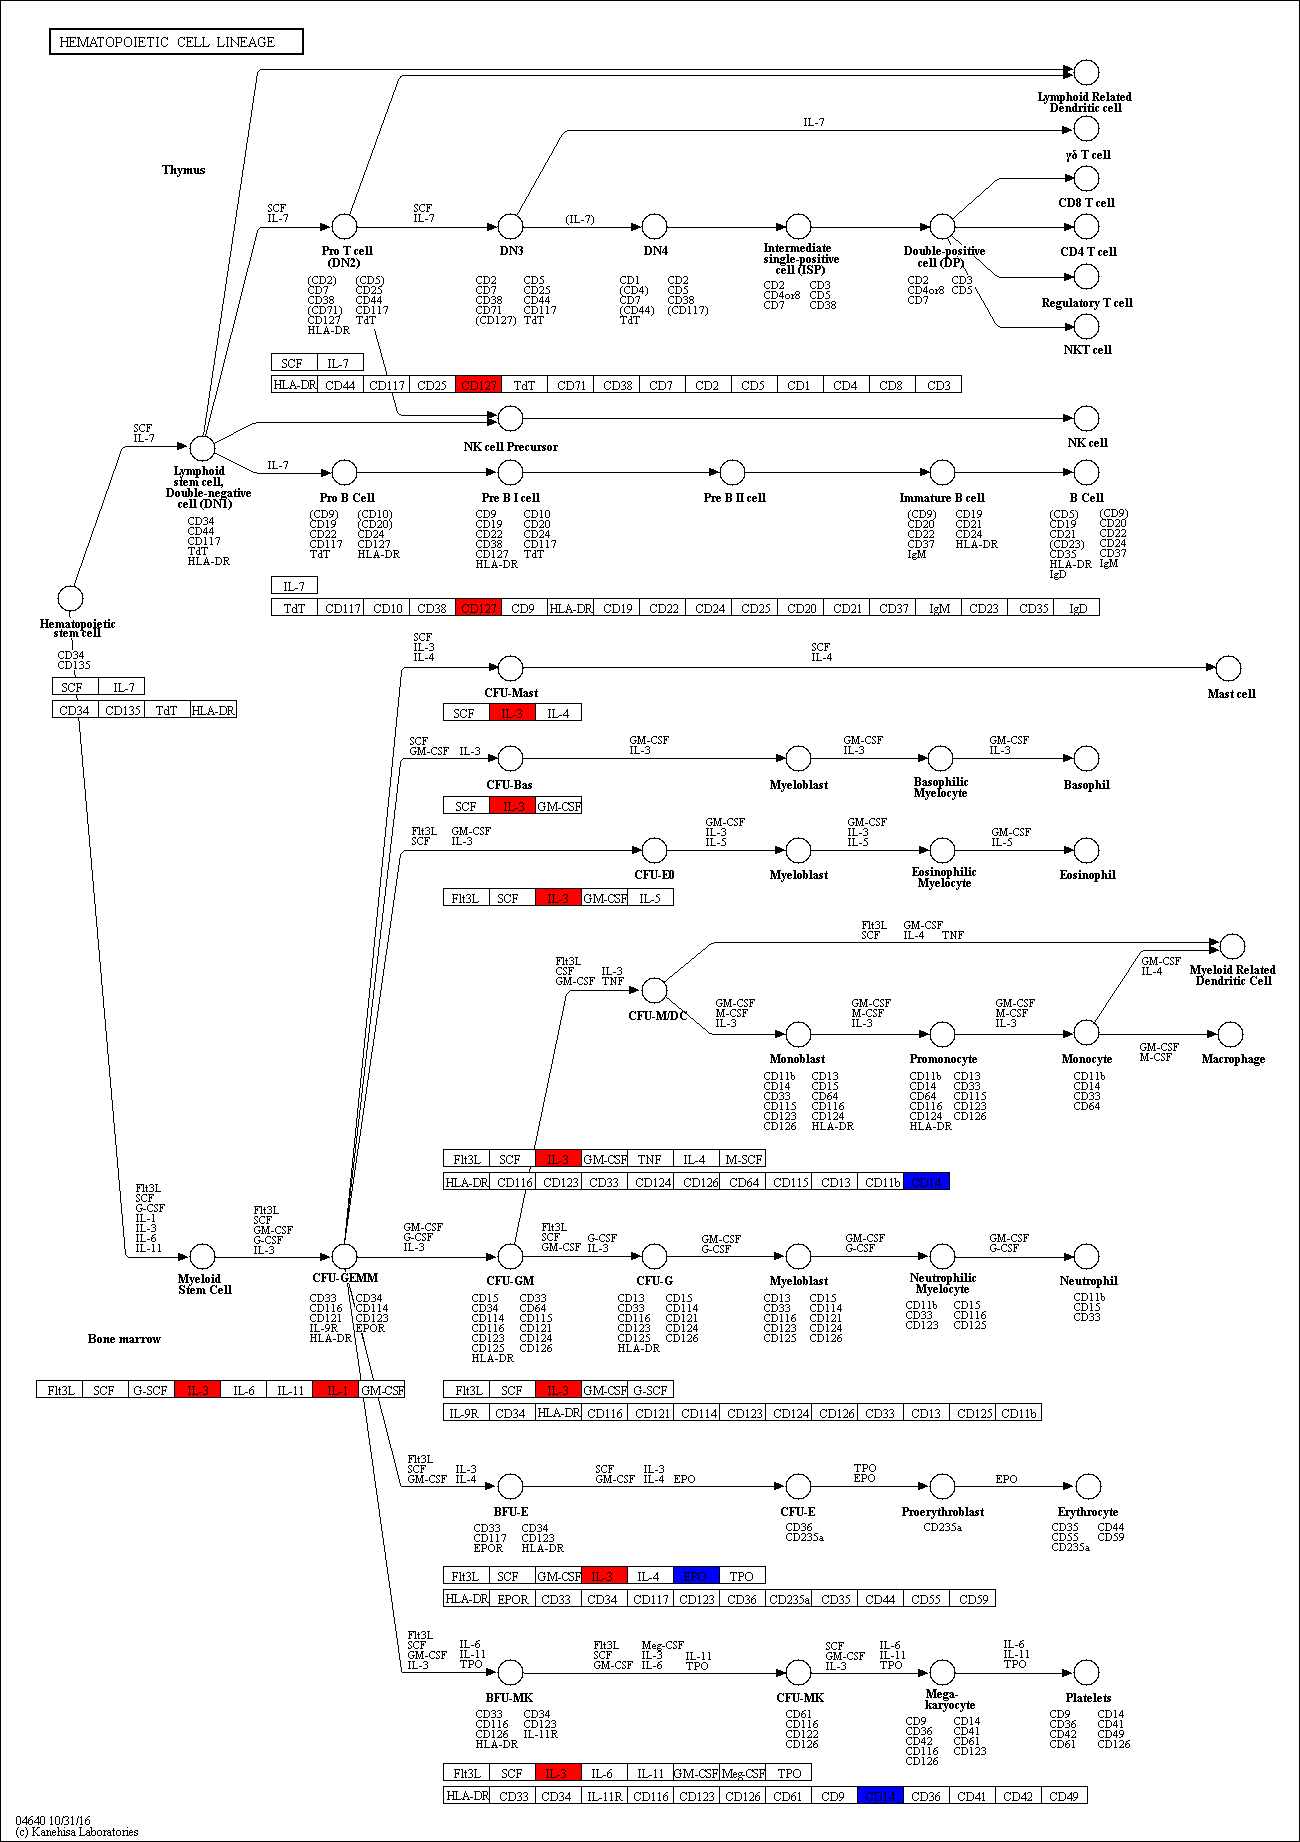 HEMATOPOIETIC CELL LINEAGE
Lymphoid Related
Dendritic cell
IL-7
γδ T cell
Thymus
CD8 T cell
SCF
IL-7
SCF
IL-7
(IL-7)
Pro T cell
(DN2)
DN3
DN4
Intermediate
single-positive
cell (ISP)
Double-positive
cell (DP)
CD4 T cell
(CD2) (CD5)
CD7 CD25
CD38 CD44
(CD71) CD117
CD127 TdT
HLA-DR
CD2 CD5
CD7 CD25
CD38 CD44
CD71 CD117
(CD127) TdT
CD1 CD2
(CD4) CD5
CD7 CD38
(CD44) (CD117)
TdT
CD2 CD3
CD4or8 CD5
CD7 CD38
CD2 CD3
CD4or8 CD5
CD7
Regulatory T cell
NKT cell
SCF IL-7
HLA-DR CD44 CD117 CD25 CD127 TdT CD71 CD38 CD7 CD2 CD5 CD1 CD4 CD8 CD3
SCF
IL-7
NK cell Precursor
NK cell
Lymphoid
stem cell,
Double-negative
cell (DN1)
IL-7
CD34
CD44
CD117
TdT
HLA-DR
Pro B Cell
Pre B I cell
Pre B II cell
Immature B cell
B Cell
(CD9) (CD10)
CD19 (CD20)
CD22 CD24
CD117 CD127
TdT HLA-DR
CD9 CD10
CD19 CD20
CD22 CD24
CD38 CD117
CD127 TdT
HLA-DR
(CD9) CD19
CD20 CD21
CD22 CD24
CD37 HLA-DR
IgM
(CD5) (CD9)
CD19 CD20
CD21 CD22
(CD23) CD24
CD35 CD37
HLA-DR IgM
IgD
IL-7
TdT CD117 CD10 CD38 CD127 CD9 HLA-DR CD19 CD22 CD24 CD25 CD20 CD21 CD37 IgM CD23 CD35 IgD
Hematopoietic
stem cell
CD34
CD135
SCF IL-7
CD34 CD135 TdT HLA-DR
SCF
IL-3
IL-4
SCF
IL-4
CFU-Mast
Mast cell
SCF IL-3 IL-4
SCF
GM-CSF IL-3
GM-CSF
IL-3
GM-CSF
IL-3
GM-CSF
IL-3
CFU-Bas
Myeloblast
Basophilic
Myelocyte
Basophil
SCF IL-3 GM-CSF
Flt3L GM-CSF
SCF IL-3
GM-CSF
IL-3
IL-5
GM-CSF
IL-3
IL-5
GM-CSF
IL-5
CFU-E0
Myeloblast
Eosinophilic
Myelocyte
Eosinophil
Flt3L SCF IL-3 GM-CSF IL-5
Flt3L GM-CSF
SCF IL-4 TNF
Flt3L
CSF IL-3
GM-CSF TNF
GM-CSF
IL-4
Myeloid Related
Dendritic Cell
CFU-M/DC
GM-CSF
M-CSF
IL-3
GM-CSF
M-CSF
IL-3
GM-CSF
M-CSF
IL-3
GM-CSF
M-CSF
Monoblast
Promonocyte
Monocyte
Macrophage
CD11b CD13
CD14 CD15
CD33 CD64
CD115 CD116
CD123 CD124
CD126 HLA-DR
CD11b CD13
CD14 CD33
CD64 CD115
CD116 CD123
CD124 CD126
HLA-DR
CD11b
CD14
CD33
CD64
Flt3L SCF IL-3 GM-CSF TNF IL-4 M-SCF
HLA-DR CD116 CD123 CD33 CD124 CD126 CD64 CD115 CD13 CD11b CD14
Flt3L
SCF
G-CSF
IL-1
IL-3
IL-6
IL-11
Flt3L
SCF
GM-CSF
G-CSF
IL-3
GM-CSF
G-CSF
IL-3
Flt3L
SCF G-CSF
GM-CSF IL-3
GM-CSF
G-CSF
GM-CSF
G-CSF
GM-CSF
G-CSF
Myeloid
Stem Cell
CFU-GEMM
CFU-GM
CFU-G
Myeloblast
Neutrophilic
Myelocyte
Neutrophil
CD33 CD34
CD116 CD114
CD121 CD123
IL-9R EPOR
HLA-DR
CD15 CD33
CD34 CD64
CD114 CD115
CD116 CD121
CD123 CD124
CD125 CD126
HLA-DR
CD13 CD15
CD33 CD114
CD116 CD121
CD123 CD124
CD125 CD126
HLA-DR
CD13 CD15
CD33 CD114
CD116 CD121
CD123 CD124
CD125 CD126
CD11b CD15
CD33 CD116
CD123 CD125
CD11b
CD15
CD33
Bone marrow
Flt3L SCF G-SCF IL-3 IL-6 IL-11 IL-1 GM-CSF
Flt3L SCF IL-3 GM-CSF G-SCF
IL-9R CD34 HLA-DR CD116 CD121 CD114 CD123 CD124 CD126 CD33 CD13 CD125 CD11b
Flt3L
SCF IL-3
GM-CSF IL-4
SCF IL-3
GM-CSF IL-4 EPO
TPO
EPO
EPO
BFU-E
CFU-E
Proerythroblast
Erythrocyte
CD33 CD34
CD117 CD123
EPOR HLA-DR
CD36
CD235a
CD235a
CD35 CD44
CD55 CD59
CD235a
Flt3L SCF GM-CSF IL-3 IL-4 EPO TPO
HLA-DR EPOR CD33 CD34 CD117 CD123 CD36 CD235a CD35 CD44 CD55 CD59
Flt3L
SCF IL-6
GM-CSF IL-11
IL-3 TPO
Flt3L Meg-CSF
SCF IL-3 IL-11
GM-CSF IL-6 TPO
SCF IL-6
GM-CSF IL-11
IL-3 TPO
IL-6
IL-11
TPO
BFU-MK
CFU-MK
Mega-
karyocyte
Platelets
CD33 CD34
CD116 CD123
CD126 IL-11R
HLA-DR
CD61
CD116
CD122
CD126
CD9 CD14
CD36 CD41
CD42 CD61
CD116 CD123
CD126
CD9 CD14
CD36 CD41
CD42 CD49
CD61 CD126
Flt3L SCF IL-3 IL-6 IL-11 GM-CSF Meg-CSF TPO
HLA-DR CD33 CD34 IL-11R CD116 CD123 CD126 CD61 CD9 CD14 CD36 CD41 CD42 CD49
04640 10/31/16
(c) Kanehisa Laboratories